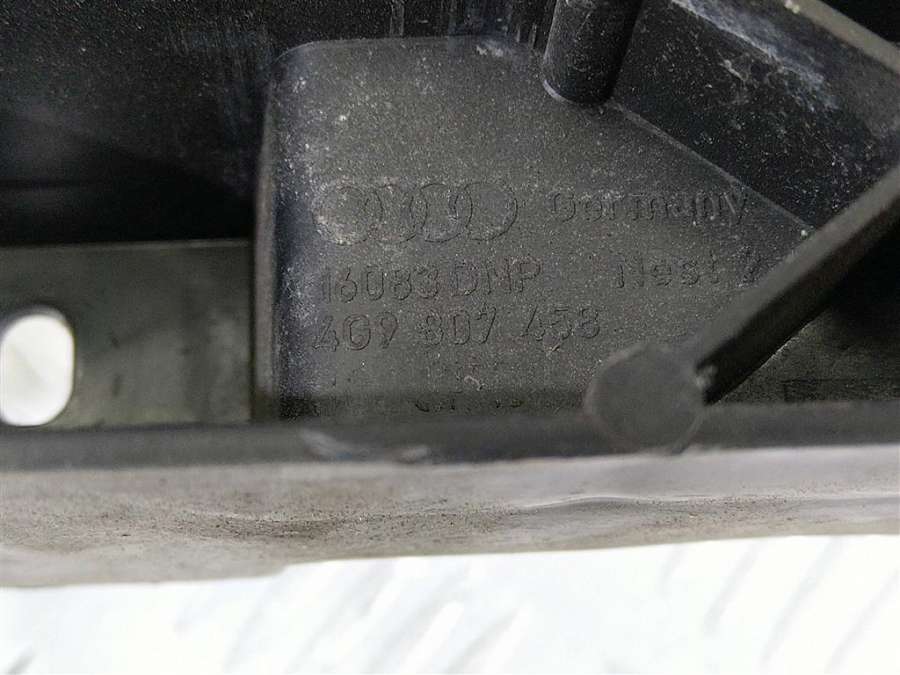 Germany
16083 DNP Nest 2
4G9 807 458